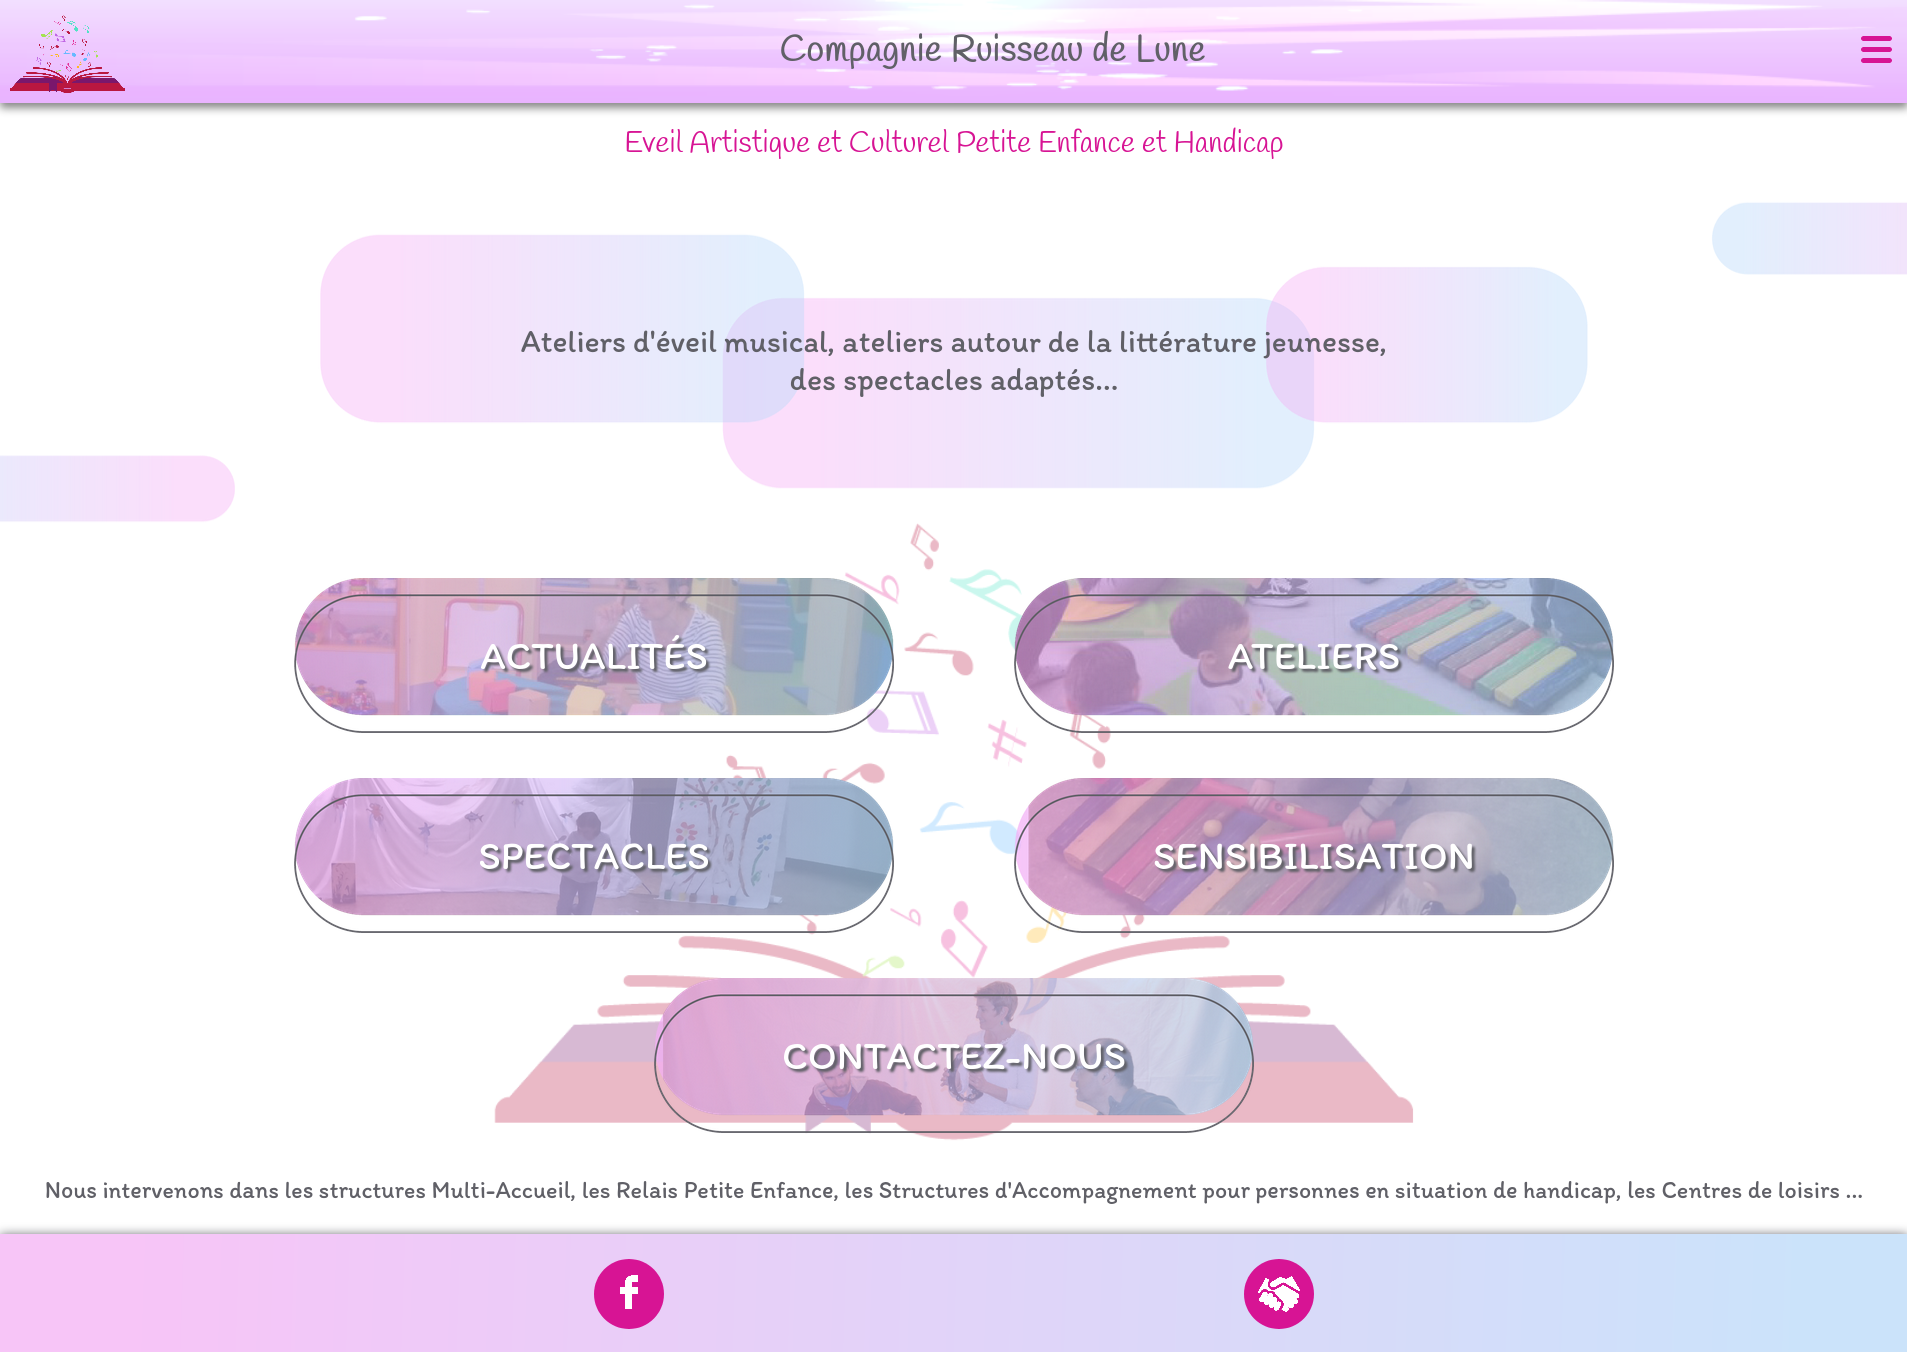 Compagnie Ruisseau de Lune
Eveil Artistique et Culturel Petite Enfance et Handicap
Ateliers d'éveil musical, ateliers autour de la littérature jeunesse,
des spectacles adaptés...
ACTUALITÉS
ATELIERS
SPECTACLES
SENSIBILISATION
CONTACTEZ-NOUS
Nous intervenons dans les structures Multi-Accueil, les Relais Petite Enfance, les Structures d'Accompagnement pour personnes en situation de handicap, les Centres de loisirs ...